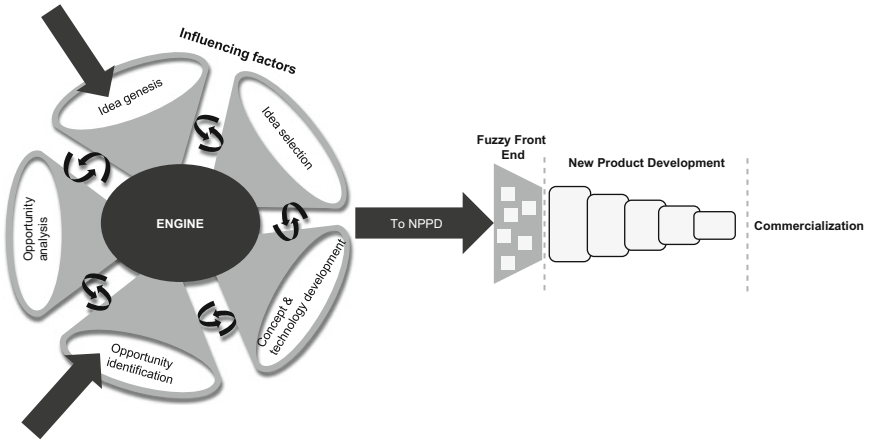 Influencing factors
Idea genesis
Idea selection
Opportunity
analysis
ENGINE
Concept &
technology development
Opportunity
identification
To NPPD
Fuzzy Front
End
New Product Development
Commercialization